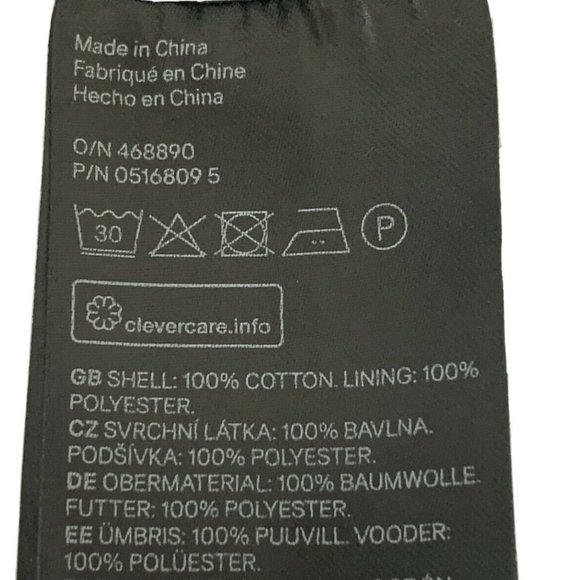 Made in China
Fabriqué en Chine
Hecho en China
O/N 468890
P/N 0516809 5
30 P
clevercare.info
GB SHELL: 100% COTTON. LINING: 100%
POLYESTER.
CZ SVRCHNÍ LÁTKA: 100% BAVLNA.
PODŠÍVKA: 100% POLYESTER.
DE OBERMATERIAL: 100% BAUMWOLLE.
FUTTER: 100% POLYESTER.
EE ÜMBRIS: 100% PUUVILL. VOODER:
100% POLÜESTER.